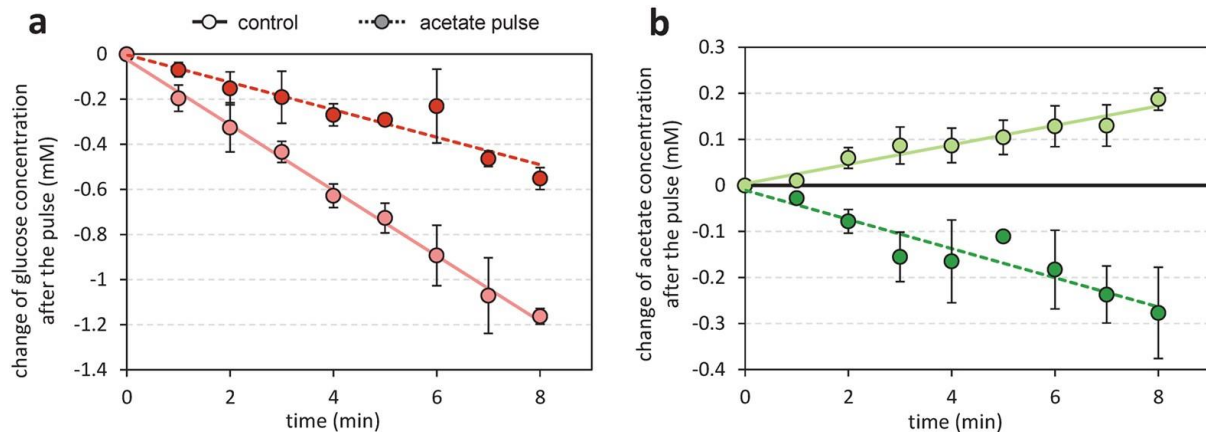 a
control
acetate pulse
change of glucose concentration
after the pulse (mM)
0
-0.2
-0.4
-0.6
-0.8
-1
-1.2
-1.4
0
2
4
6
8
time (min)
b
change of acetate concentration
after the pulse (mM)
0.3
0.2
0.1
0
-0.1
-0.2
-0.3
-0.4
0
2
4
6
8
time (min)